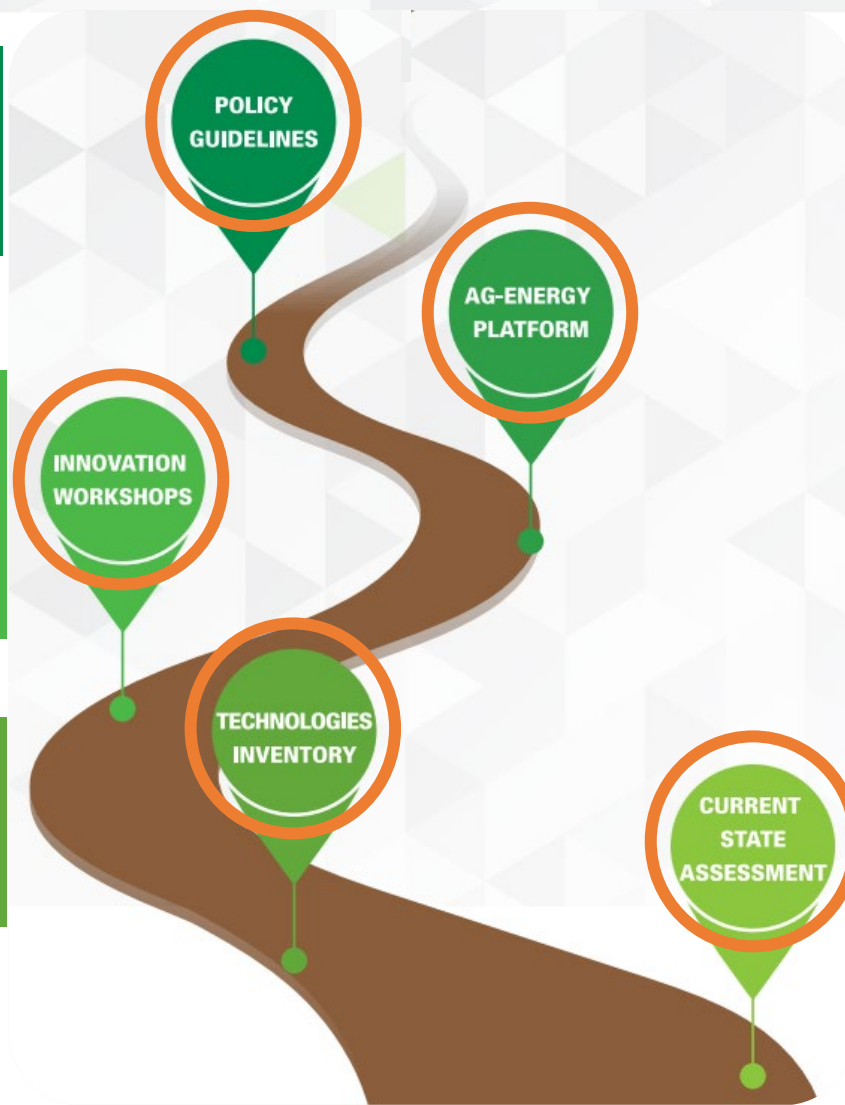 POLICY
GUIDELINES
AG-ENERGY
PLATFORM
INNOVATION
WORKSHOPS
TECHNOLOGIES
INVENTORY
CURRENT
STATE
ASSESSMENT